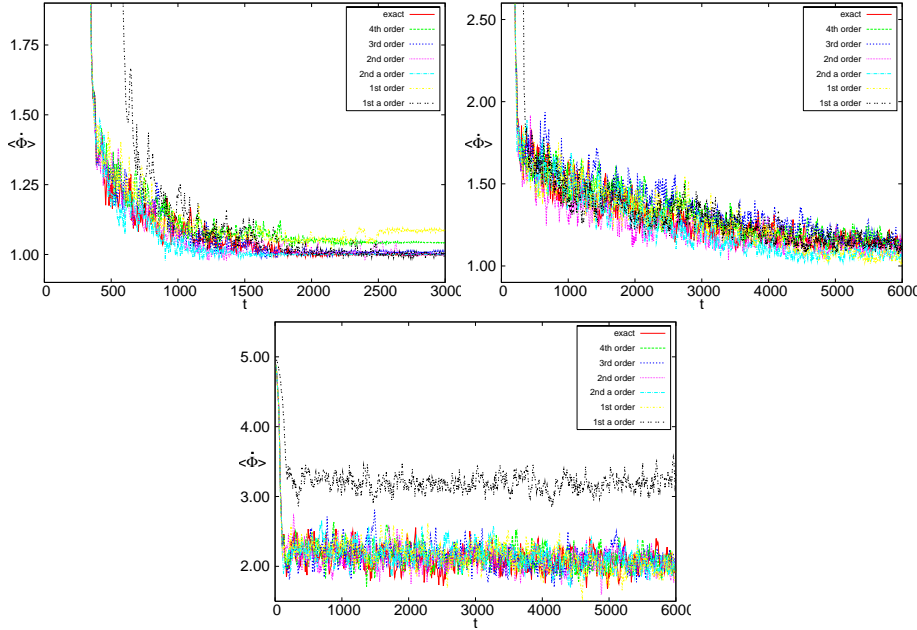 1.75
1.50
1.25
1.00
<Φ̇>
0 500 1000 1500 2000 2500 3000
t
exact
4th order
3rd order
2nd order
2nd a order
1st order
1st a order
2.50
2.00
1.50
1.00
<Φ̇>
0 1000 2000 3000 4000 5000 6000
t
exact
4th order
3rd order
2nd order
2nd a order
1st order
1st a order
5.00
4.00
3.00
2.00
<Φ̇>
0 1000 2000 3000 4000 5000 6000
t
exact
4th order
3rd order
2nd order
2nd a order
1st order
1st a order